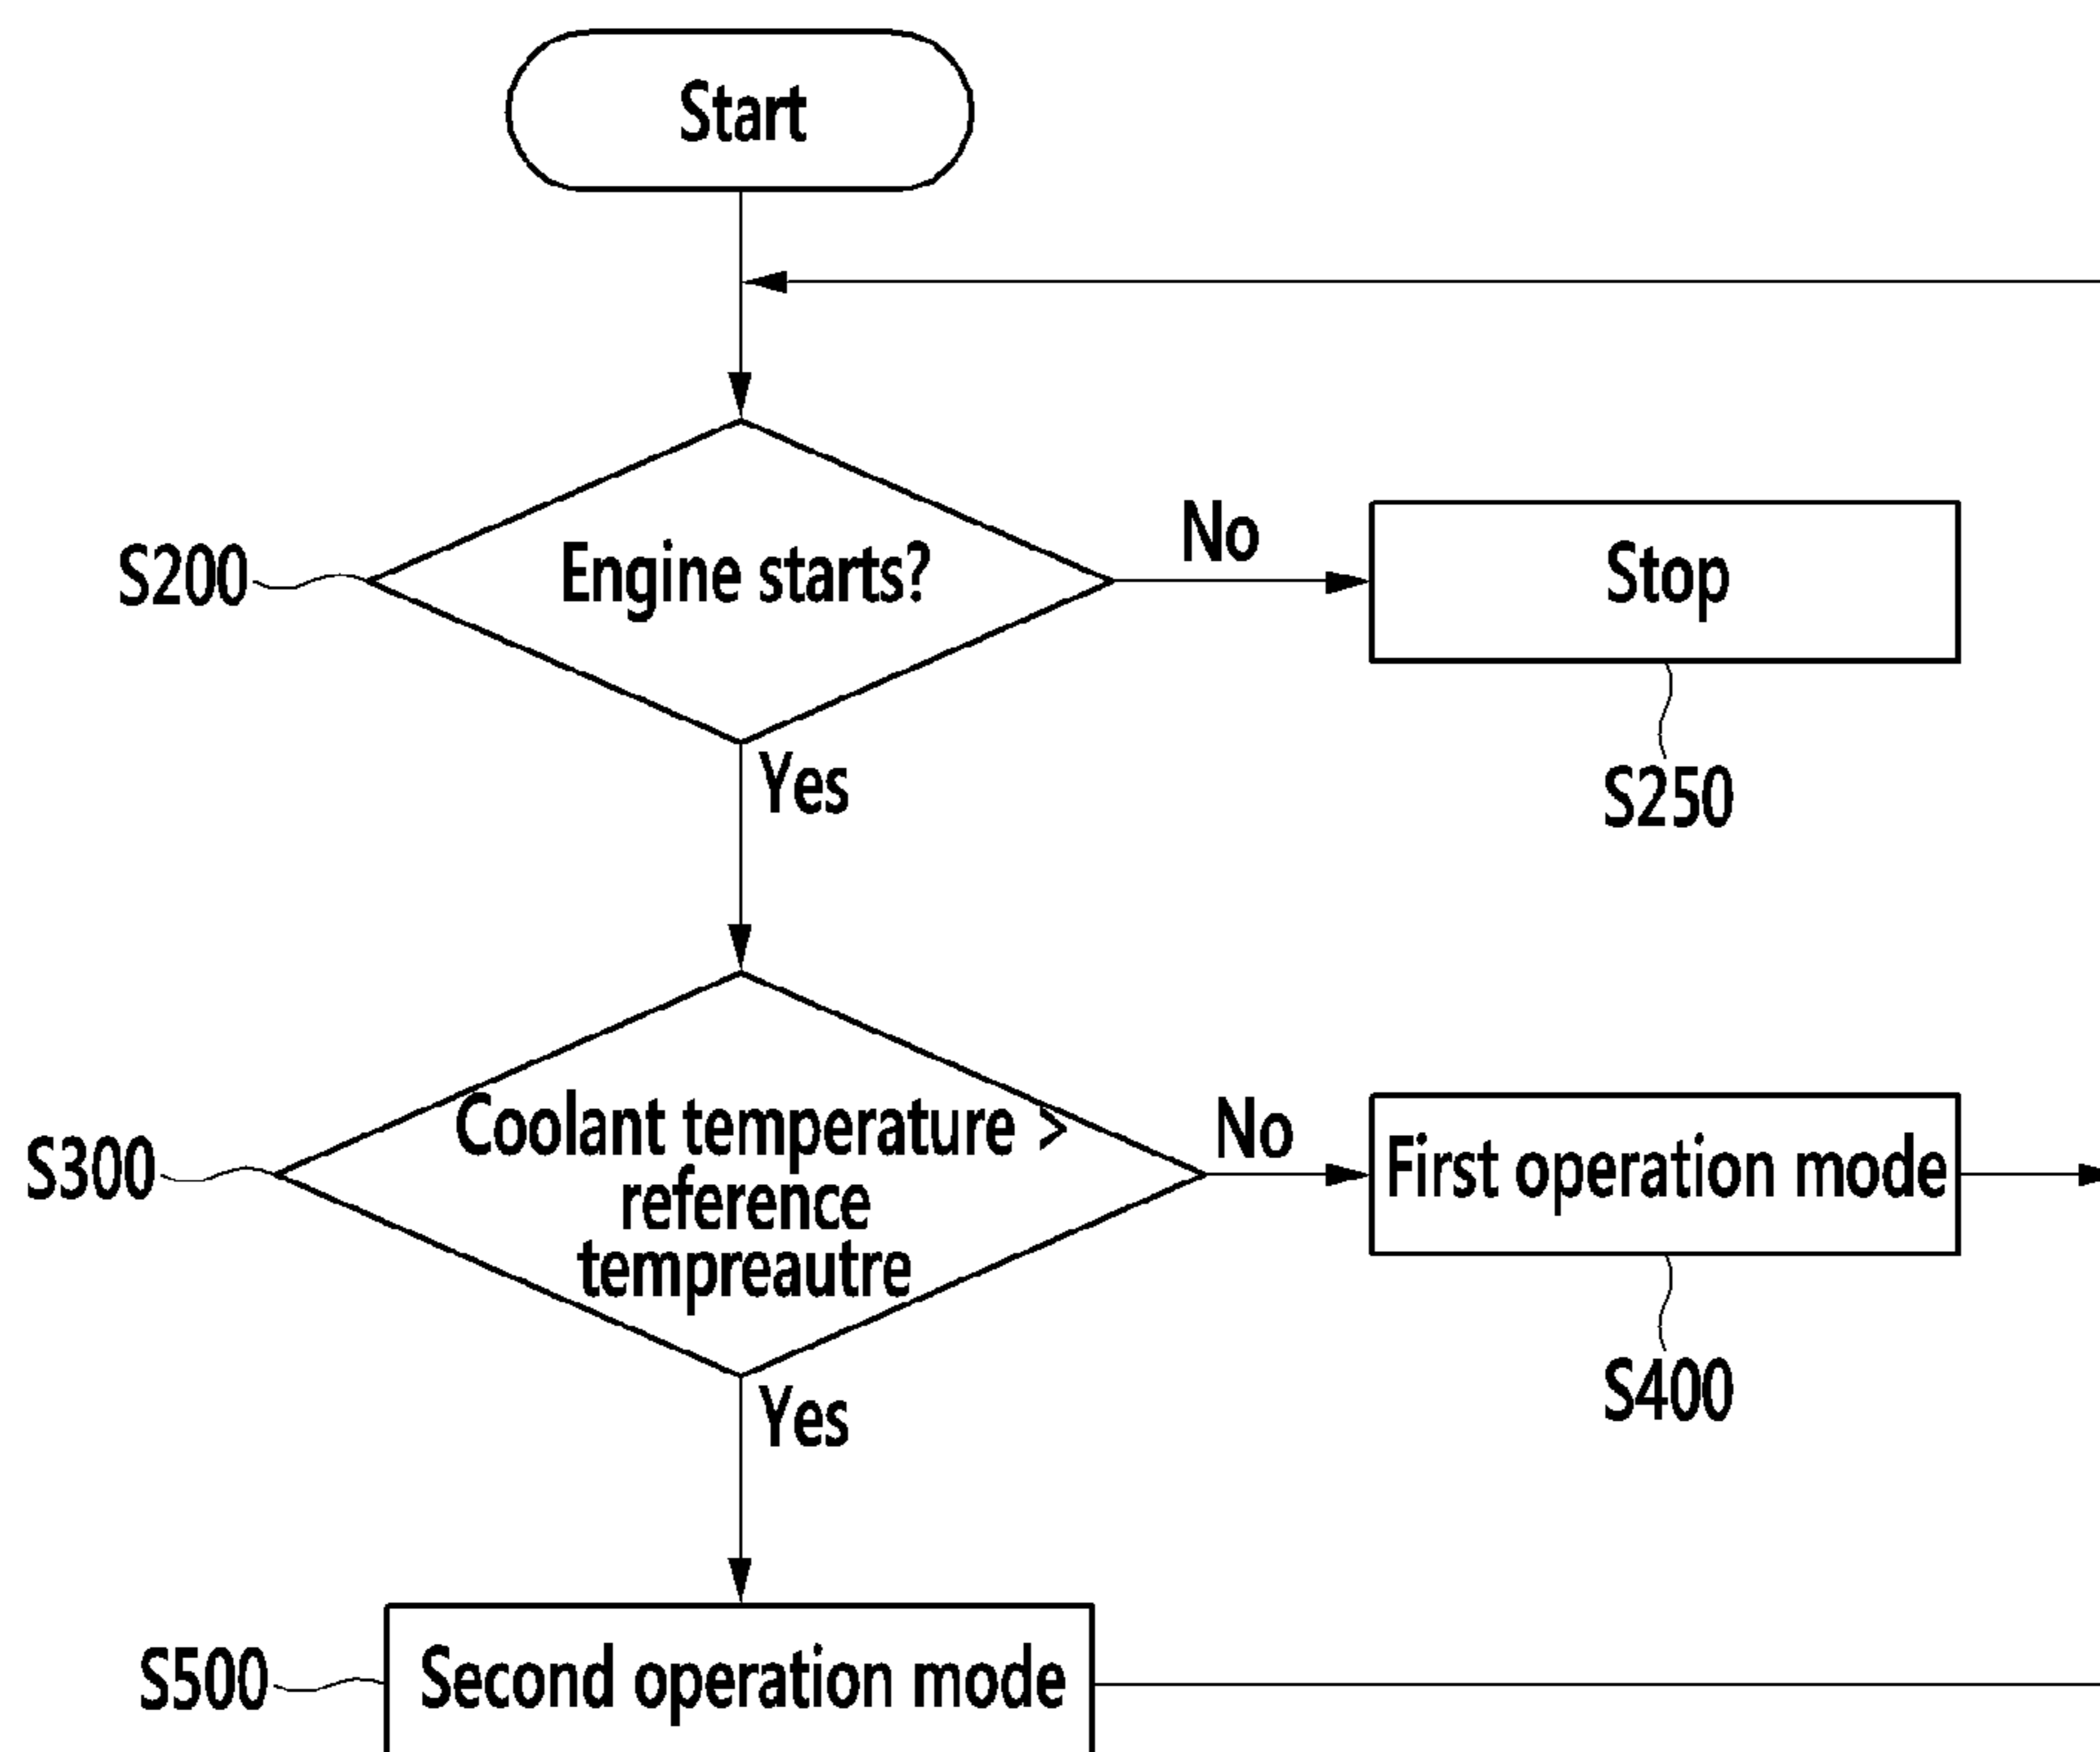 Start
S200
Engine starts?
No
Stop
S250
Yes
S300
Coolant temperature >
reference
tempreautre
No
First operation mode
S400
Yes
S500
Second operation mode